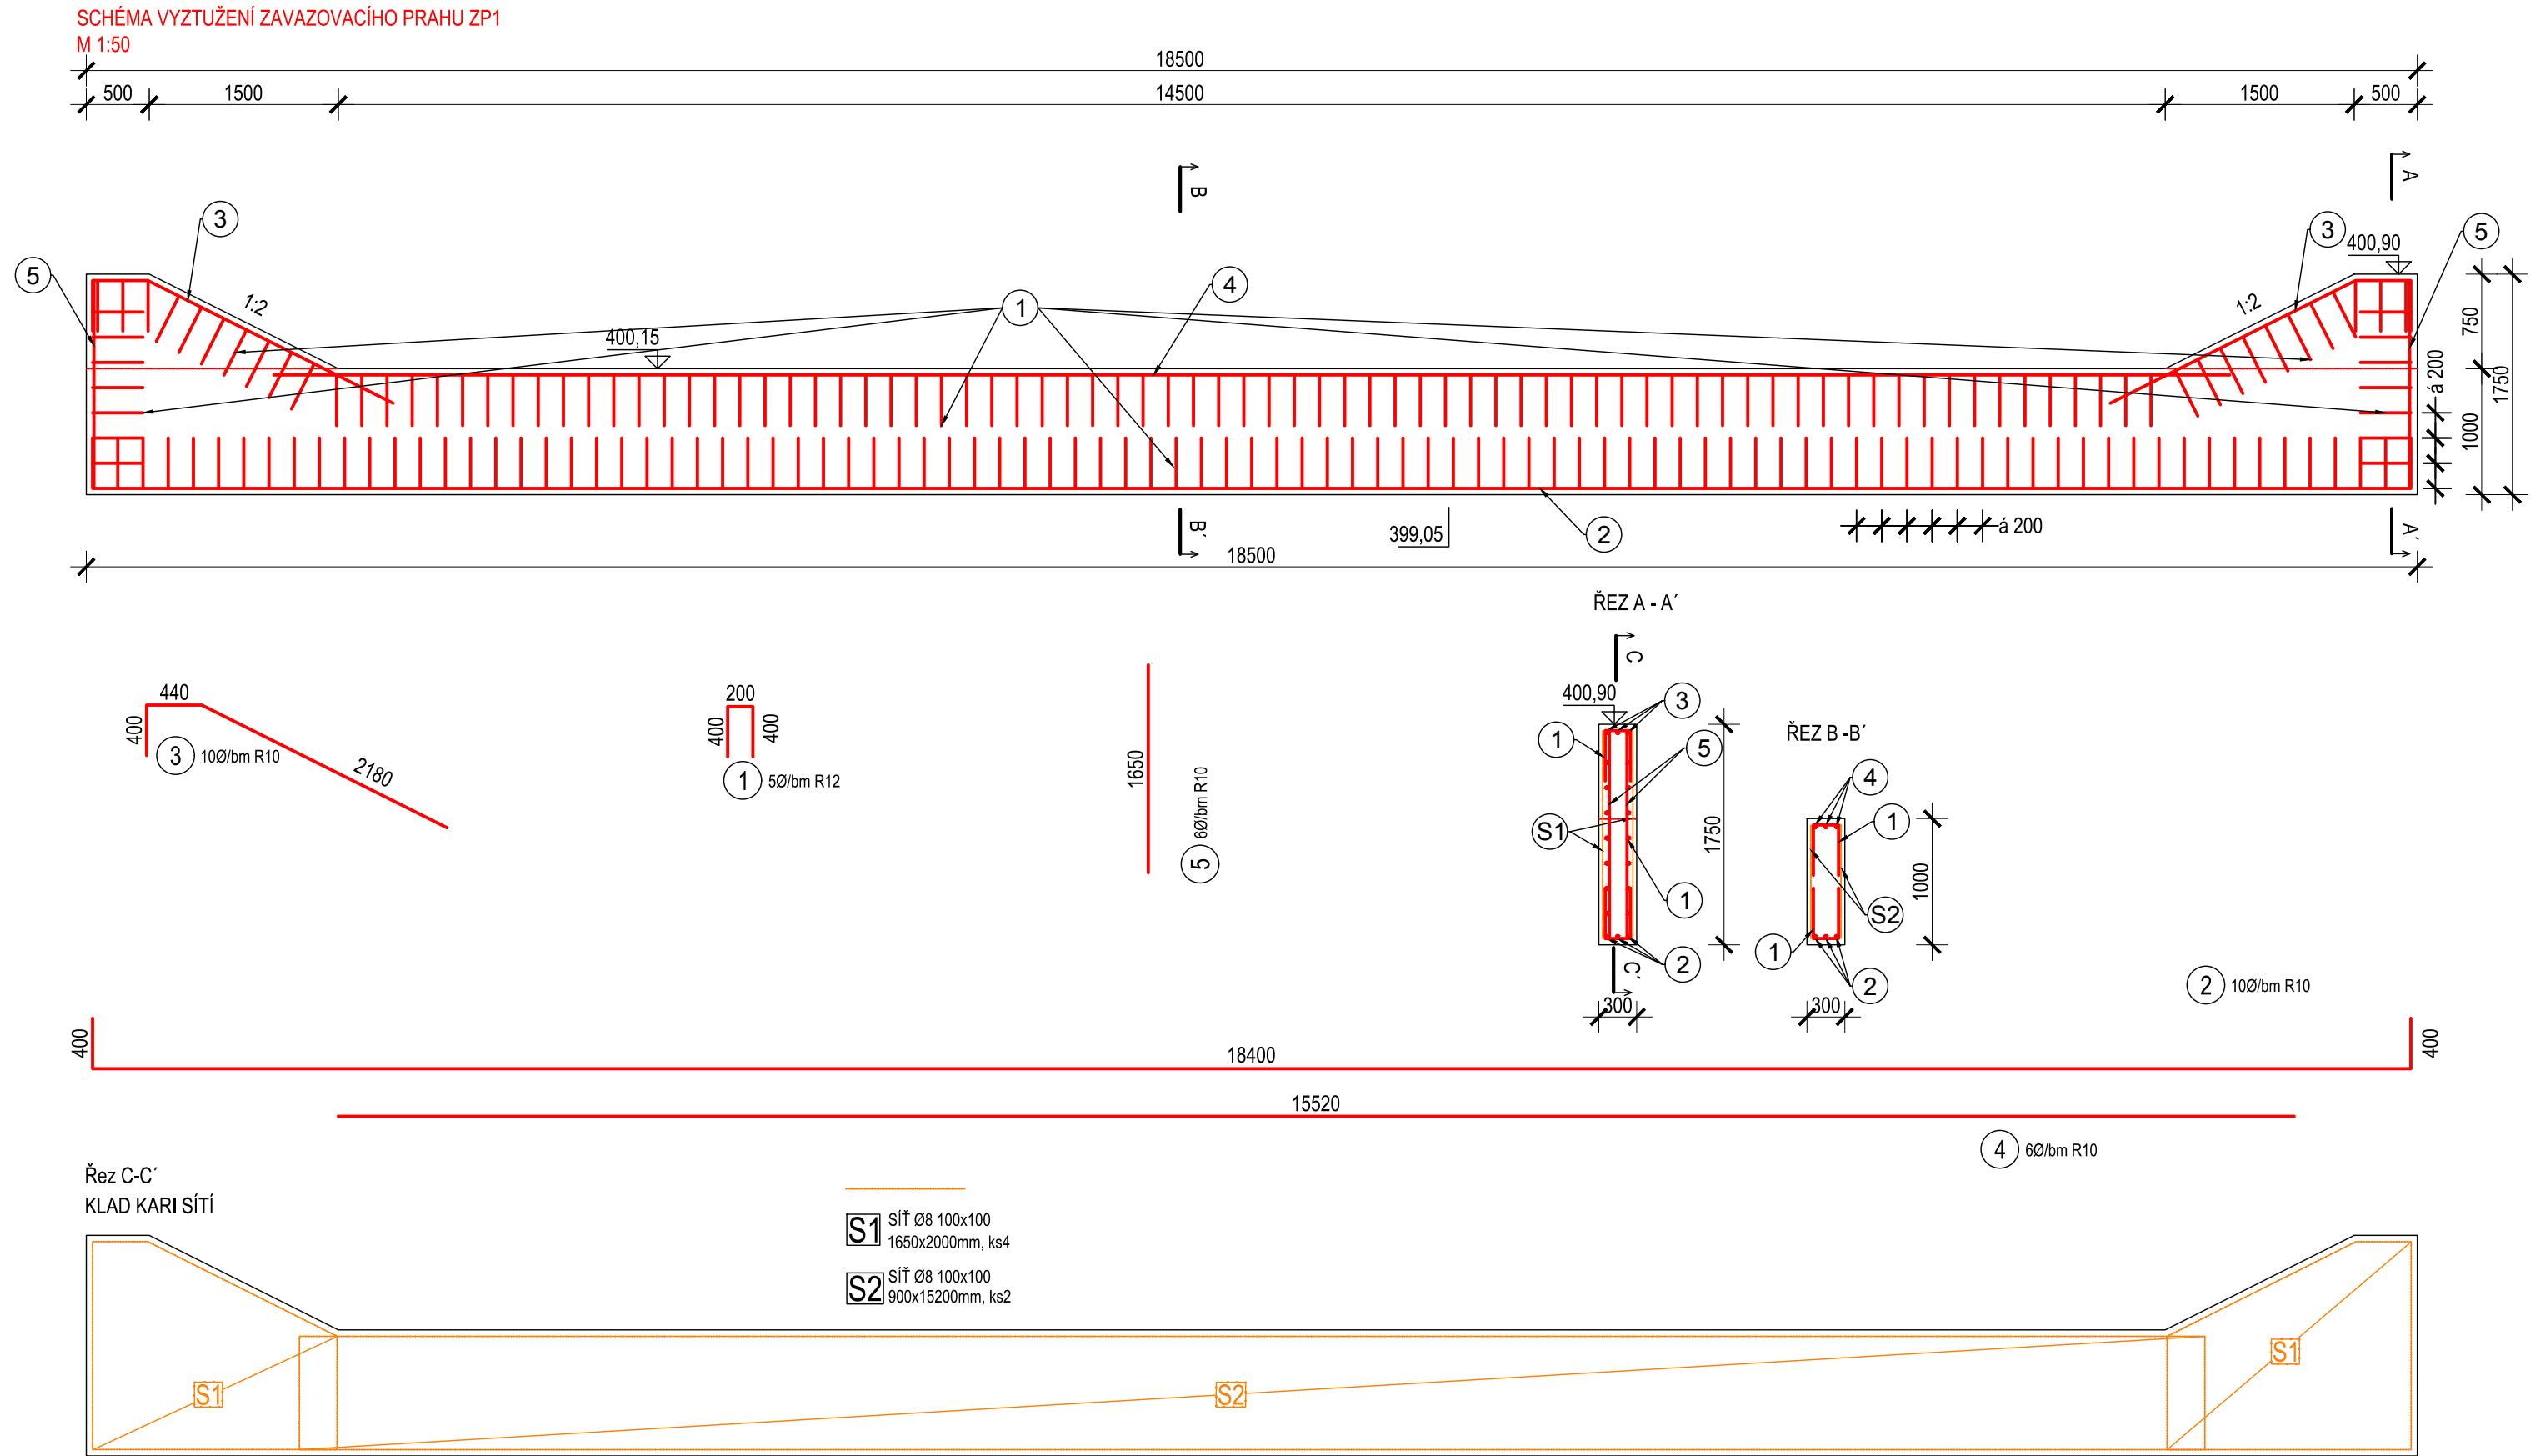 SCHÉMA VYZTUŽENÍ ZAVAZOVACÍHO PRAHU ZP1
M 1:50
18500
500 1500 14500 1500 500
B A
3 3 400,90 5
5 1:2 1 4 1:2
400,15
750
á 200
1750
1000
B´ 399,05 2 á 200 A´
18500
ŘEZ A - A´
C
440 200 400,90 3
400 400 400 1 ŘEZ B -B´
3 10Ø/bm R10 2180 1 5Ø/bm R12 1650 5 4
5 6Ø/bm R10 S1 1750 1
1 1000
S2
1
2 2
C´
300 300
2 10Ø/bm R10
400 18400 400
15520
4 6Ø/bm R10
Řez C-C´
KLAD KARI SÍTÍ
S1 SÍŤ Ø8 100x100
1650x2000mm, ks4
S2 SÍŤ Ø8 100x100
900x15200mm, ks2
S1 S2 S1